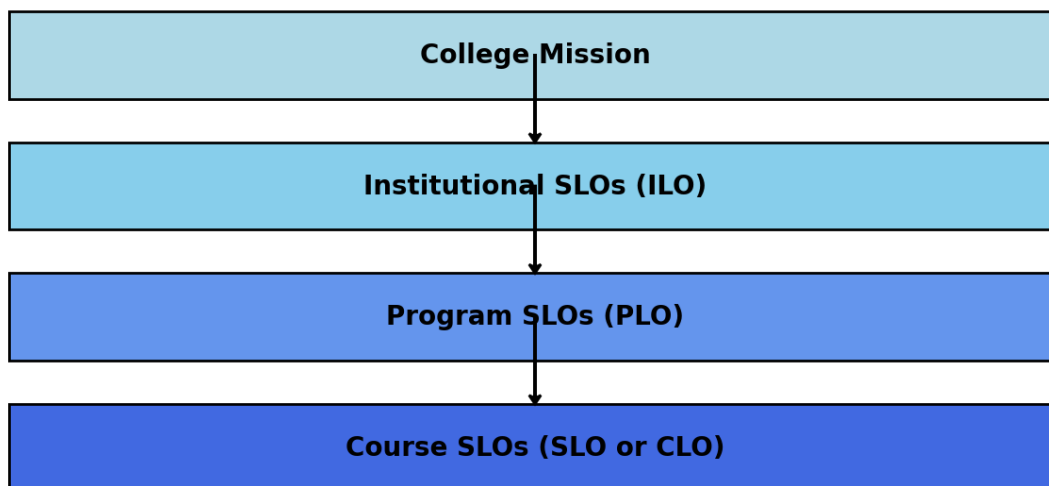 College Mission
Institutional SLOs (ILO)
Program SLOs (PLO)
Course SLOs (SLO or CLO)